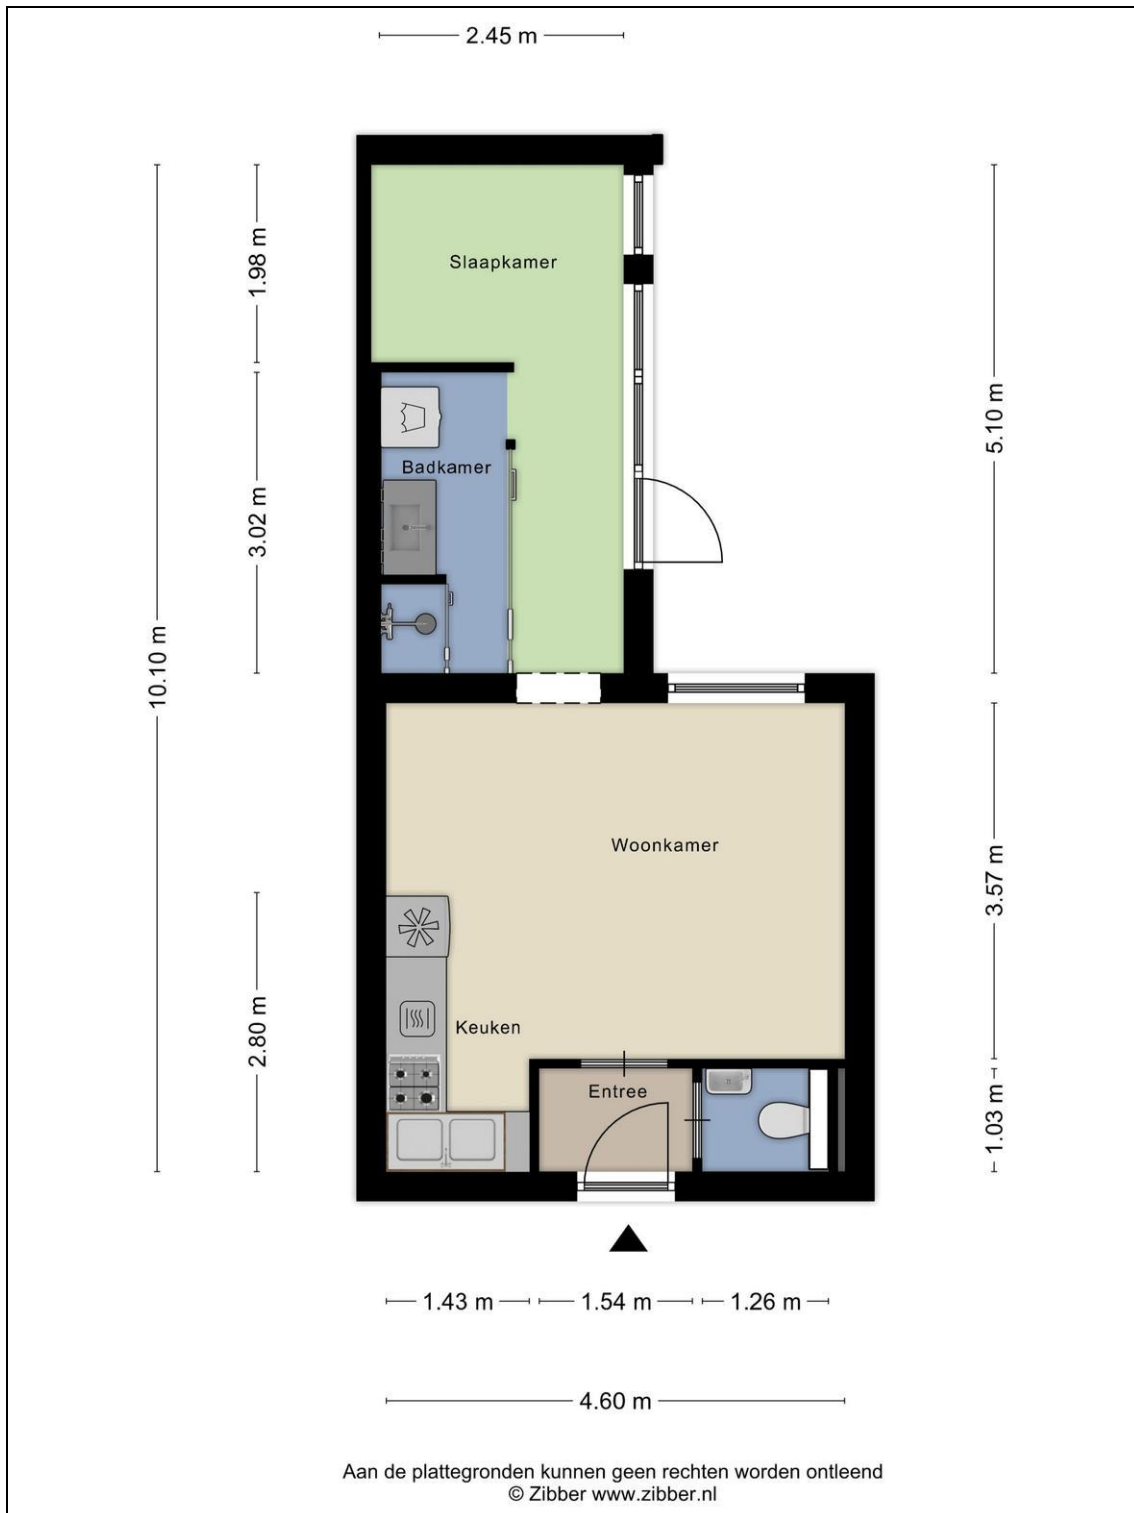 2.45 m
1.98 m
Slaapkamer
5.10 m
Badkamer
3.02 m
10.10 m
Woonkamer
3.57 m
2.80 m
Keuken
Entree
1.03 m
1.43 m
1.54 m
1.26 m
4.60 m
Aan de plattegronden kunnen geen rechten worden ontleend
© Zibber www.zibber.nl